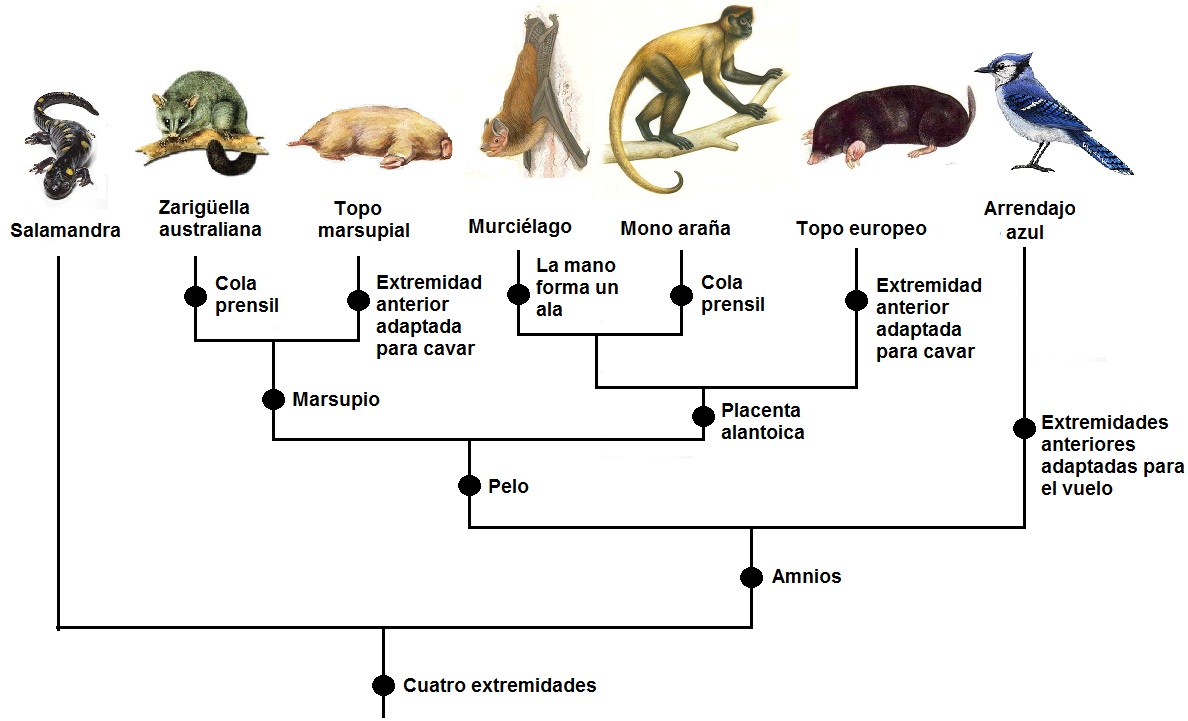 Salamandra
Zarigüella
australiana
Topo
marsupial
Murciélago
Mono araña
Topo europeo
Arrendajo
azul
Cola
prensil
Extremidad
anterior
adaptada
para cavar
La mano
forma un
ala
Cola
prensil
Extremidad
anterior
adaptada
para cavar
Marsupio
Placenta
alantoica
Extremidades
anteriores
adaptadas para
el vuelo
Pelo
Amnios
Cuatro extremidades